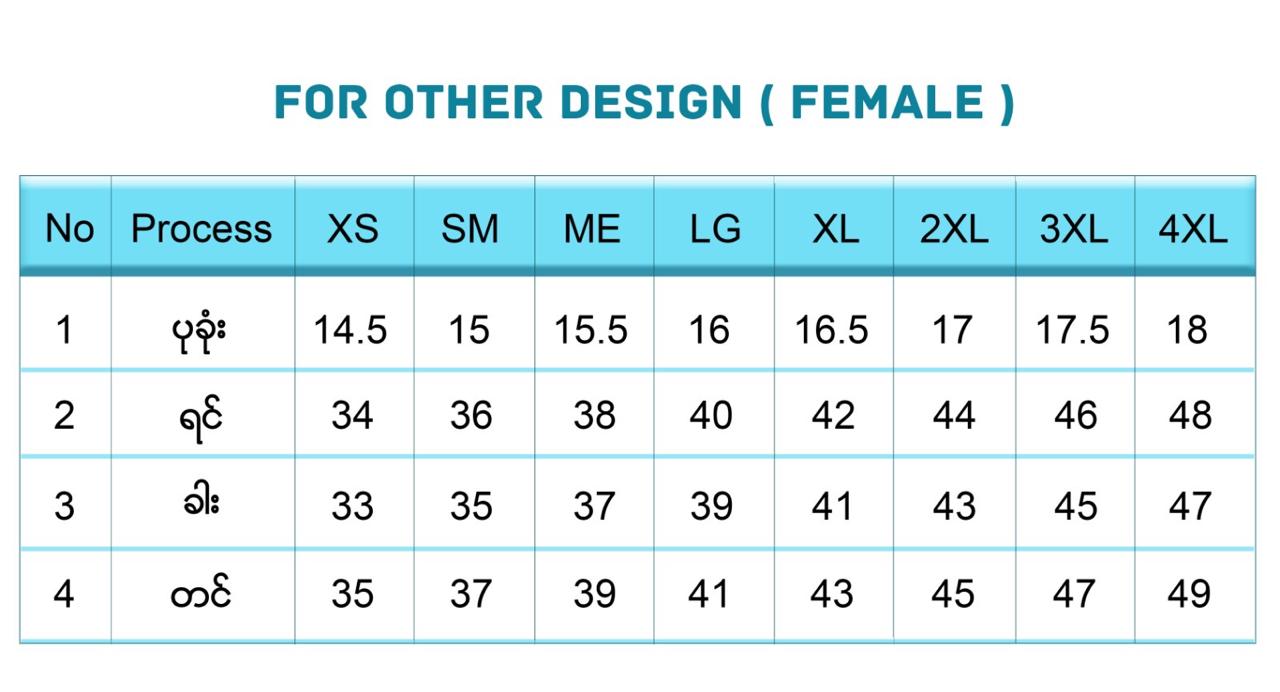 FOR OTHER DESIGN ( FEMALE )
No Process XS SM ME LG XL 2XL 3XL 4XL
1 ပုခုံး 14.5 15 15.5 16 16.5 17 17.5 18
2 ရင် 34 36 38 40 42 44 46 48
3 ခါး 33 35 37 39 41 43 45 47
4 တင် 35 37 39 41 43 45 47 49